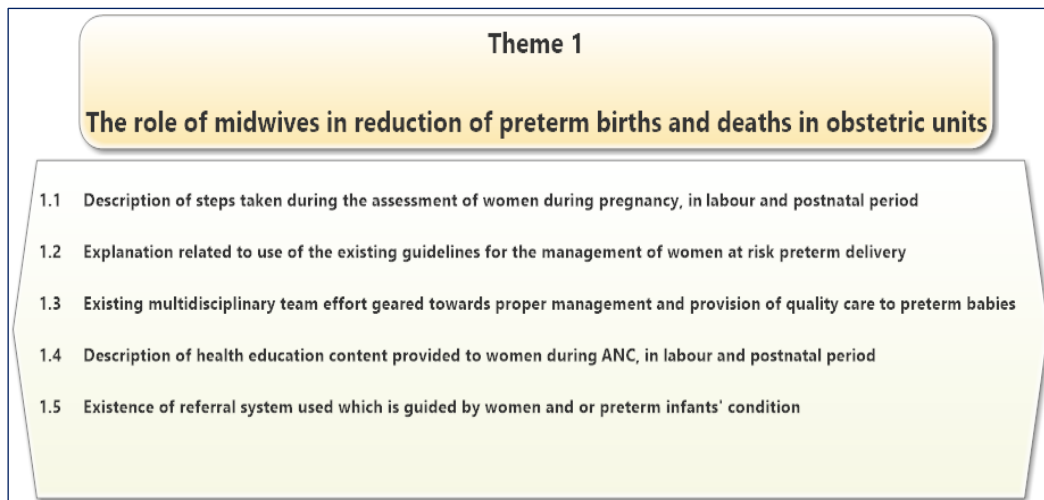 Theme 1
The role of midwives in reduction of preterm births and deaths in obstetric units
1.1 Description of steps taken during the assessment of women during pregnancy, in labour and postnatal period
1.2 Explanation related to use of the existing guidelines for the management of women at risk preterm delivery
1.3 Existing multidisciplinary team effort geared towards proper management and provision of quality care to preterm babies
1.4 Description of health education content provided to women during ANC, in labour and postnatal period
1.5 Existence of referral system used which is guided by women and or preterm infants' condition